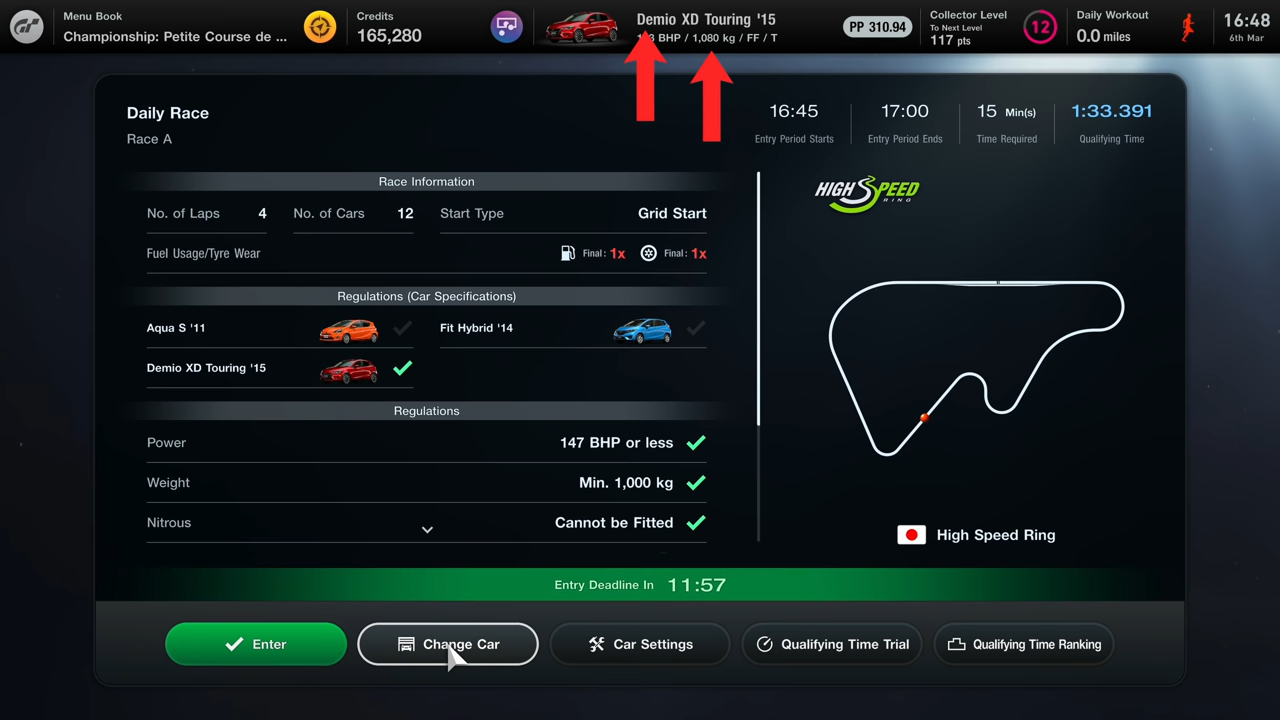 Menu Book
Championship: Petite Course de ...
Credits
165,280
Demio XD Touring '15
BHP / 1,080 kg / FF / T
PP 310.94
Collector Level
To Next Level
117 pts
12
Daily Workout
0.0 miles
16:48
6th Mar
Daily Race
Race A
16:45
Entry Period Starts
17:00
Entry Period Ends
15 Min(s)
Time Required
1:33.391
Qualifying Time
Race Information
No. of Laps 4
No. of Cars 12
Start Type Grid Start
Fuel Usage/Tyre Wear Final: 1x Final: 1x
Regulations (Car Specifications)
Aqua S '11
Fit Hybrid '14
Demio XD Touring '15
Regulations
Power 147 BHP or less
Weight Min. 1,000 kg
Nitrous Cannot be Fitted
HIGH SPEED
RING
High Speed Ring
Entry Deadline In 11:57
Enter
Change Car
Car Settings
Qualifying Time Trial
Qualifying Time Ranking